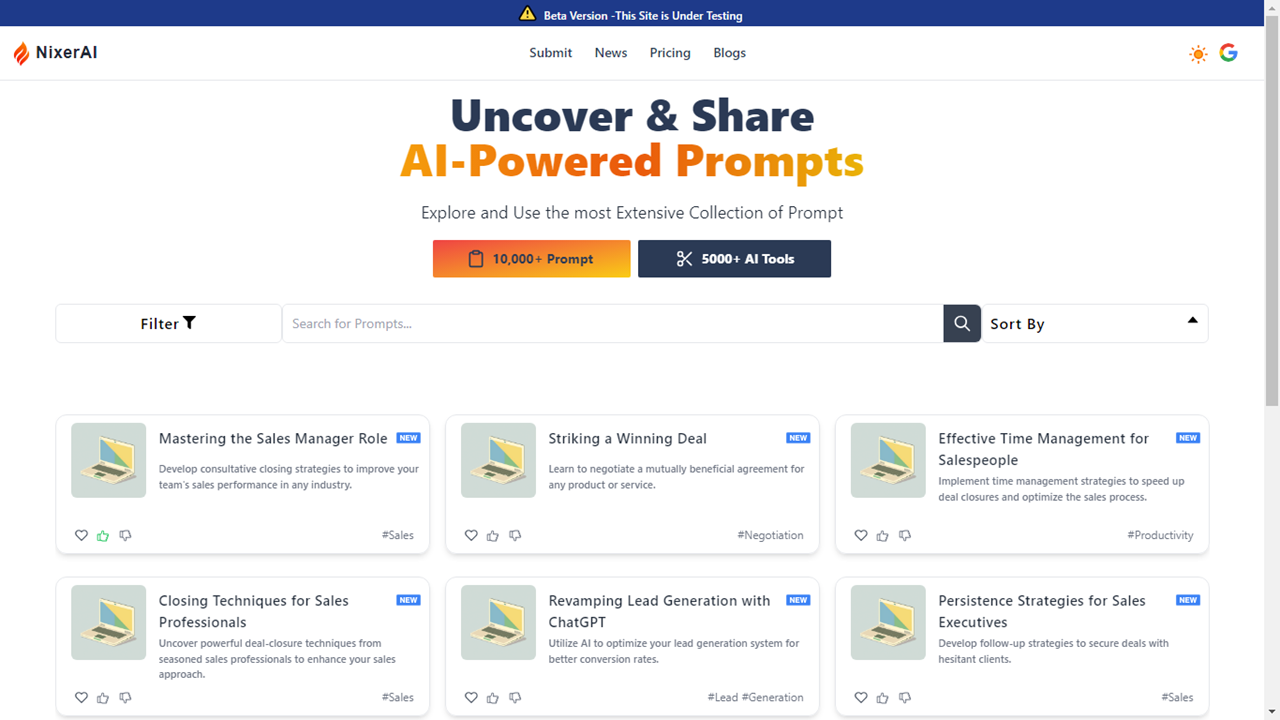 Beta Version -This Site is Under Testing
NixerAI
Submit News Pricing Blogs
Uncover & Share
AI-Powered Prompts
Explore and Use the most Extensive Collection of Prompt
10,000+ Prompt
5000+ AI Tools
Filter
Search for Prompts...
Sort By
Mastering the Sales Manager Role NEW
Develop consultative closing strategies to improve your
team's sales performance in any industry.
#Sales
Striking a Winning Deal NEW
Learn to negotiate a mutually beneficial agreement for
any product or service.
#Negotiation
Effective Time Management for NEW
Salespeople
Implement time management strategies to speed up
deal closures and optimize the sales process.
#Productivity
Closing Techniques for Sales NEW
Professionals
Uncover powerful deal-closure techniques from
seasoned sales professionals to enhance your sales
approach.
#Sales
Revamping Lead Generation with NEW
ChatGPT
Utilize AI to optimize your lead generation system for
better conversion rates.
#Lead #Generation
Persistence Strategies for Sales NEW
Executives
Develop follow-up strategies to secure deals with
hesitant clients.
#Sales